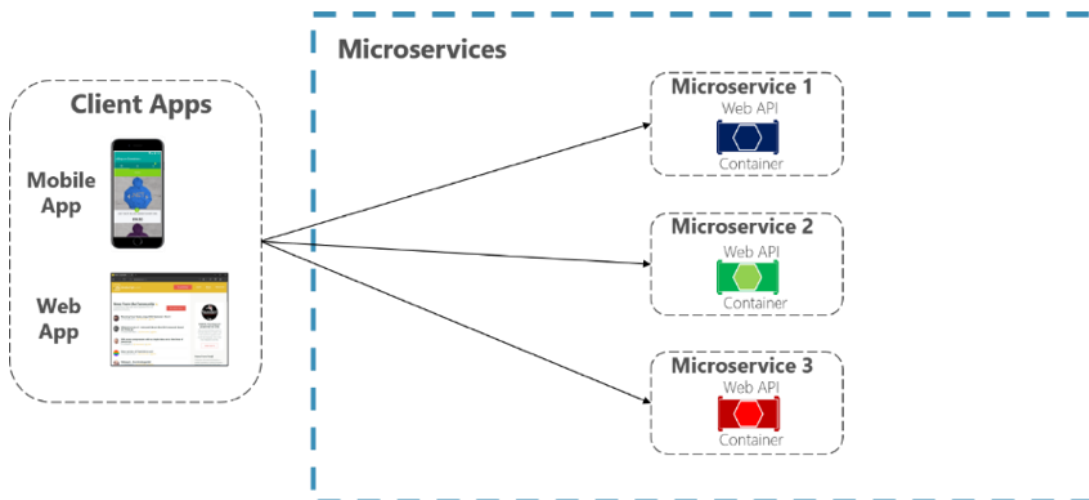 Microservices
Client Apps
Mobile
App
Web
App
Microservice 1
Web API
Container
Microservice 2
Web API
Container
Microservice 3
Web API
Container